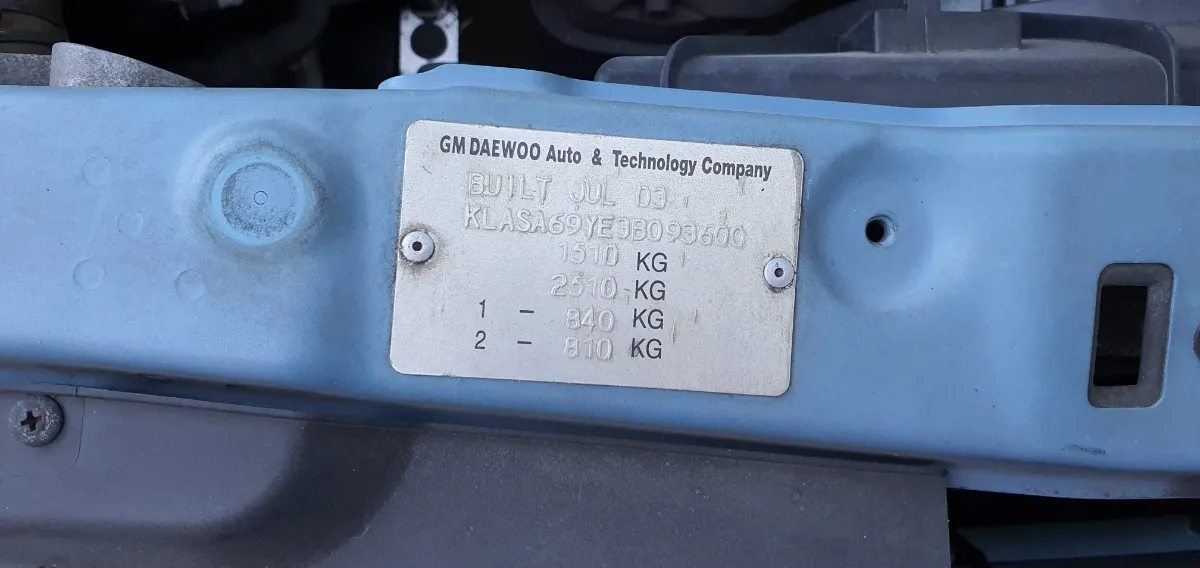 GM DAEWOO Auto & Technology Company
BUILT JUL 03
KLASA69YE3B093600
1510 KG
2510 KG
1 - 840 KG
2 - 810 KG